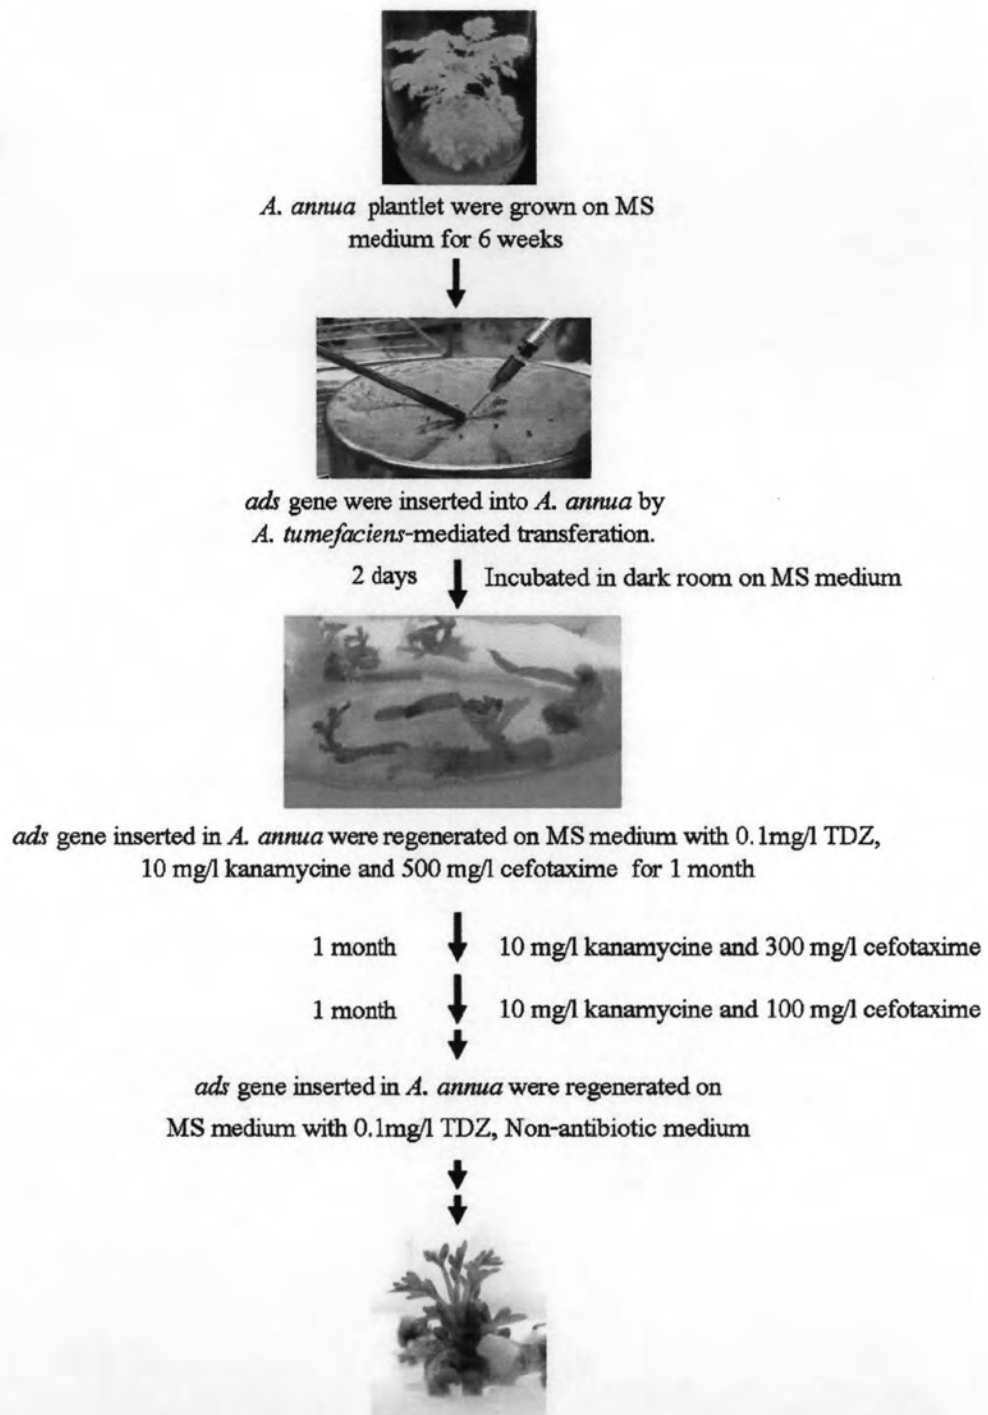 A. annua plantlet were grown on MS
medium for 6 weeks
ads gene were inserted into A. annua by
A. tumefaciens-mediated transferation.
2 days Incubated in dark room on MS medium
ads gene inserted in A. annua were regenerated on MS medium with 0.1mg/l TDZ,
10 mg/l kanamycine and 500 mg/l cefotaxime for 1 month
1 month 10 mg/l kanamycine and 300 mg/l cefotaxime
1 month 10 mg/l kanamycine and 100 mg/l cefotaxime
ads gene inserted in A. annua were regenerated on
MS medium with 0.1mg/l TDZ, Non-antibiotic medium